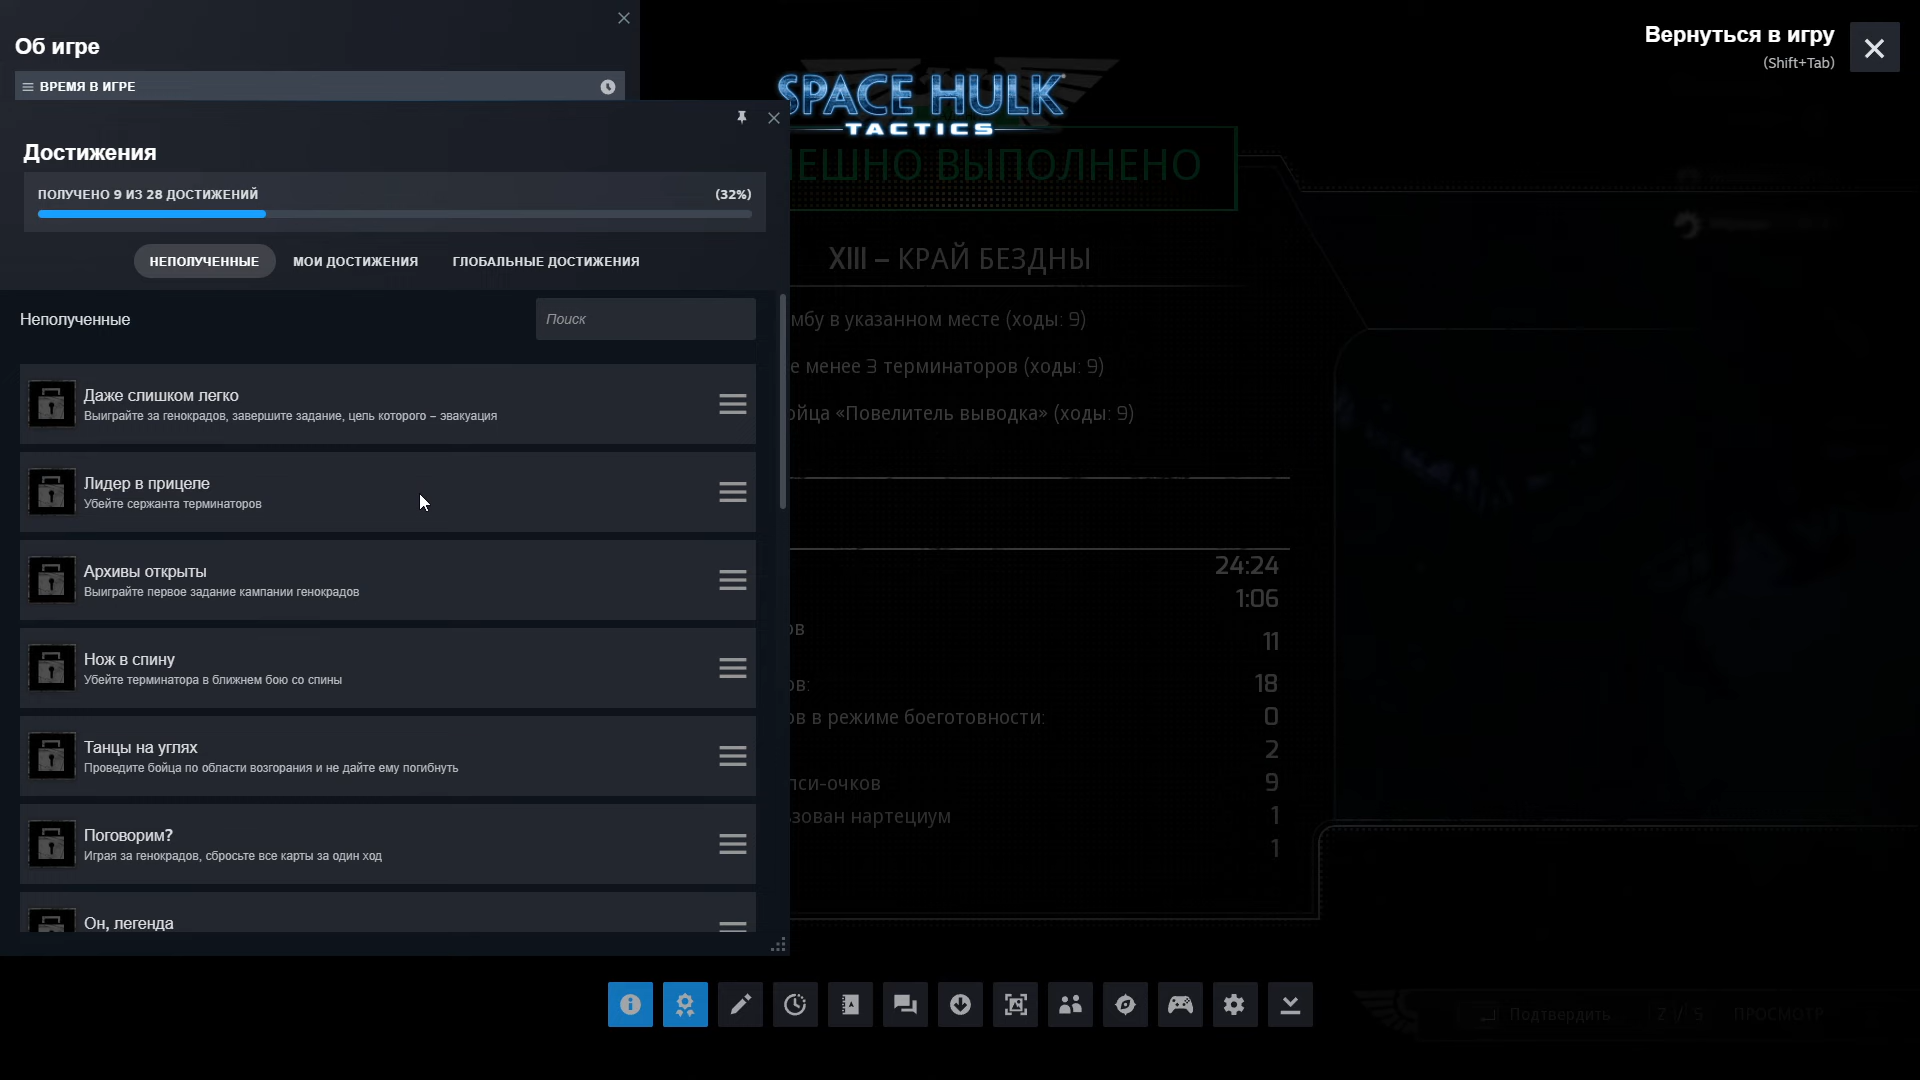 Об игре
ВРЕМЯ В ИГРЕ
Достижения
ПОЛУЧЕНО 9 ИЗ 28 ДОСТИЖЕНИЙ (32%)
НЕПОЛУЧЕННЫЕ МОИ ДОСТИЖЕНИЯ ГЛОБАЛЬНЫЕ ДОСТИЖЕНИЯ
Неполученные
Поиск
Даже слишком легко
Выиграйте за генокрадов, завершите задание, цель которого – эвакуация
Лидер в прицеле
Убейте сержанта терминаторов
Архивы открыты
Выиграйте первое задание кампании генокрадов
Нож в спину
Убейте терминатора в ближнем бою со спины
Танцы на углях
Проведите бойца по области возгорания и не дайте ему погибнуть
Поговорим?
Играя за генокрадов, сбросьте все карты за один ход
Он, легенда
Вернуться в игру
(Shift+Tab)
SPACE HULK
TACTICS
ЕШНО ВЫПОЛНЕНО
XIII – КРАЙ БЕЗДНЫ
мбу в указанном месте (ходы: 9)
е менее 3 терминаторов (ходы: 9)
ойца «Повелитель выводка» (ходы: 9)
24:24
1:06
ов
11
ов:
18
ов в режиме боеготовности:
0
2
пси-очков
9
зован нартециум
1
1
Подтвердить
2 / 5 ПРОСМОТР